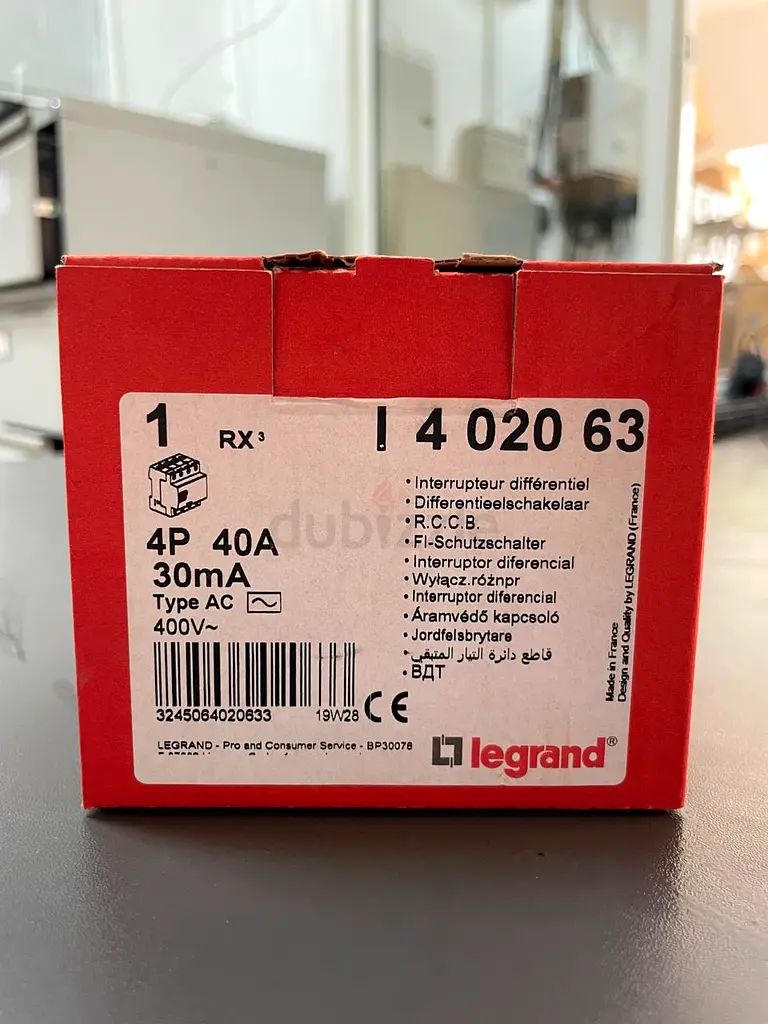 1 RX³ 4 020 63
4P 40A
30mA
Type AC
400V~
3245064020633 19W28 CE
LEGRAND - Pro and Consumer Service - BP30076
• Interrupteur différentiel
• Differentieelschakelaar
• R.C.C.B.
• FI-Schutzschalter
• Interruptor diferencial
• Wyłącz.różnpr
• Interruptor diferencial
• Áramvédő kapcsoló
• Jordfelsbrytare
• قاطع دائرة التيار المتبقي
• ВДТ
legrand®
Made in France
Design and Quality by LEGRAND (France)
dubizzle